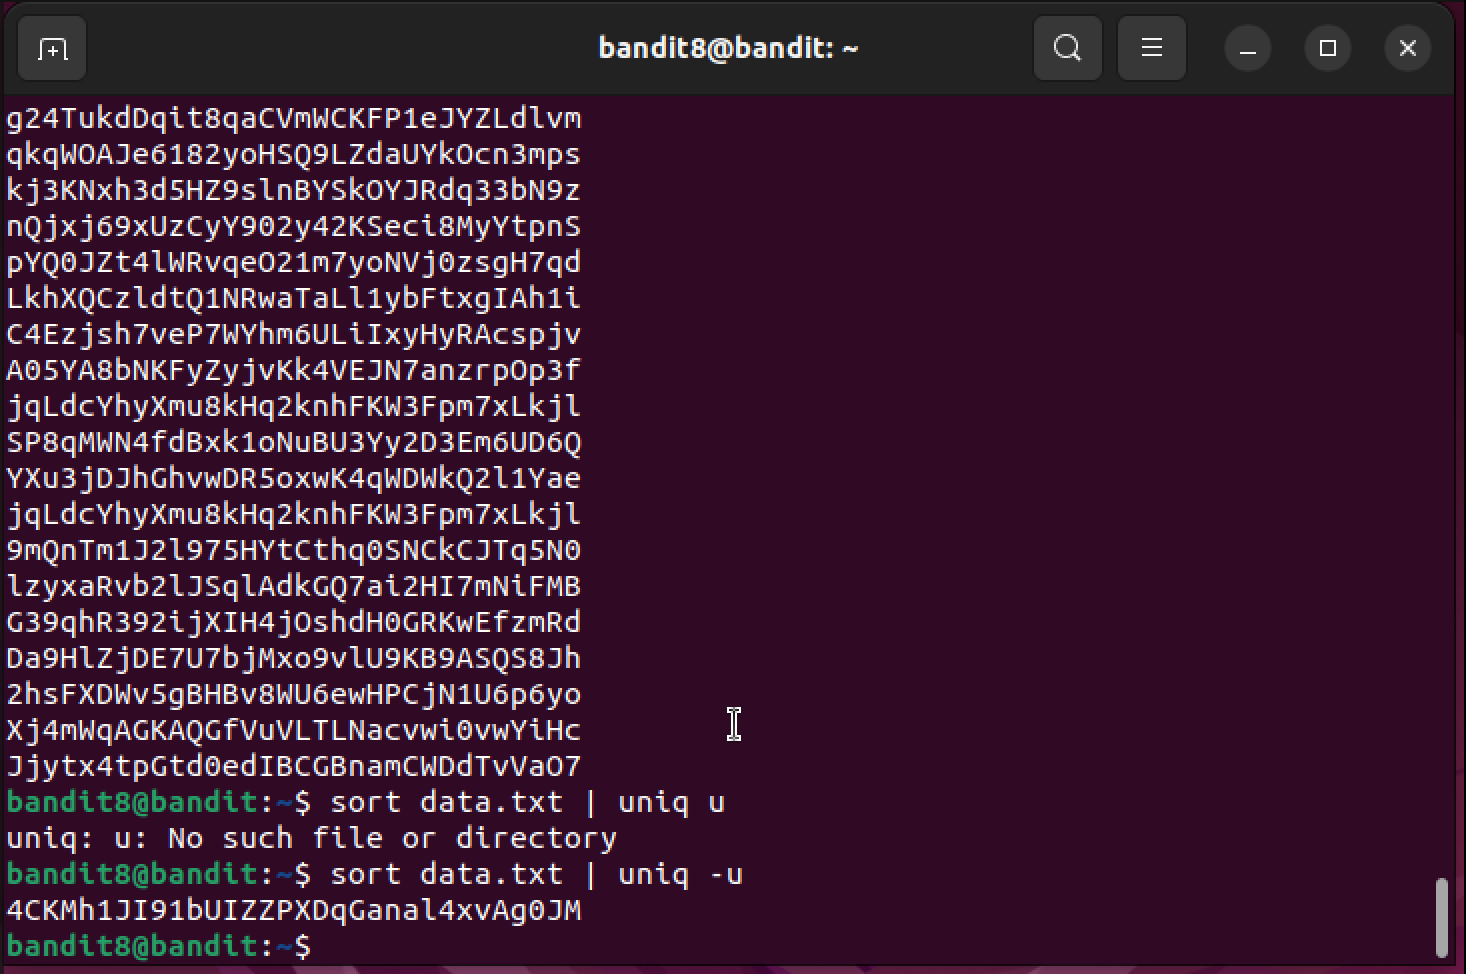 bandit8@bandit: ~
g24TukdDqit8qaCVmWCKFP1eJYZLdlvm
qkqWOAJe6182yoHSQ9LZdaUYkOcn3mps
kj3KNxh3d5HZ9slnBYSkOYJRdq33bN9z
nQjxj69xUzCyY902y42KSeci8MyYtpnS
pYQ0JZt4lWRvqeO21m7yoNVj0zsgH7qd
LkhXQCzldtQ1NRwaTaLl1ybFtxgIAh1i
C4Ezjsh7veP7WYhm6ULiIxyHyRAcspjv
A05YA8bNKFyZyjvKk4VEJN7anzrpOp3f
jqLdcYhyXmu8kHq2knhFKW3Fpm7xLkjl
SP8qMWN4fdBxk1oNuBU3Yy2D3Em6UD6Q
YXu3jDJhGhvwDR5oxwK4qWDWkQ2l1Yae
jqLdcYhyXmu8kHq2knhFKW3Fpm7xLkjl
9mQnTm1J2l975HYtCthq0SNCkCJTq5N0
lzyxaRvb2lJSqlAdkGQ7ai2HI7mNiFMB
G39qhR392ijXIH4jOshdH0GRKwEfzmRd
Da9HlZjDE7U7bjMxo9vlU9KB9ASQS8Jh
2hsFXDWv5gBHBv8WU6ewHPCjN1U6p6yo
Xj4mWqAGKAQGfVuVLTLNacvwi0vwYiHc
Jjytx4tpGtd0edIBCGBnamCWDdTvVaO7
bandit8@bandit:~$ sort data.txt | uniq u
uniq: u: No such file or directory
bandit8@bandit:~$ sort data.txt | uniq -u
4CKMh1JI91bUIZZPXDqGanal4xvAg0JM
bandit8@bandit:~$